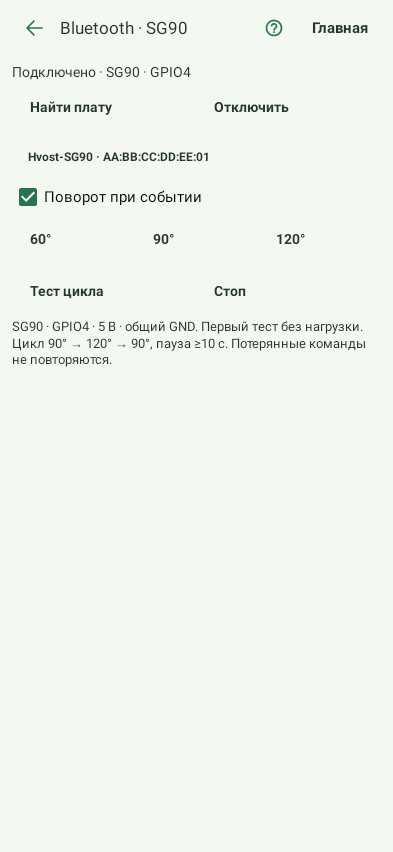 Bluetooth · SG90
Главная
Подключено · SG90 · GPIO4
Найти плату
Отключить
Hvost-SG90 · AA:BB:CC:DD:EE:01
Поворот при событии
60° 90° 120°
Тест цикла
Стоп
SG90 · GPIO4 · 5 В · общий GND. Первый тест без нагрузки.
Цикл 90° → 120° → 90°, пауза ≥10 с. Потерянные команды
не повторяются.